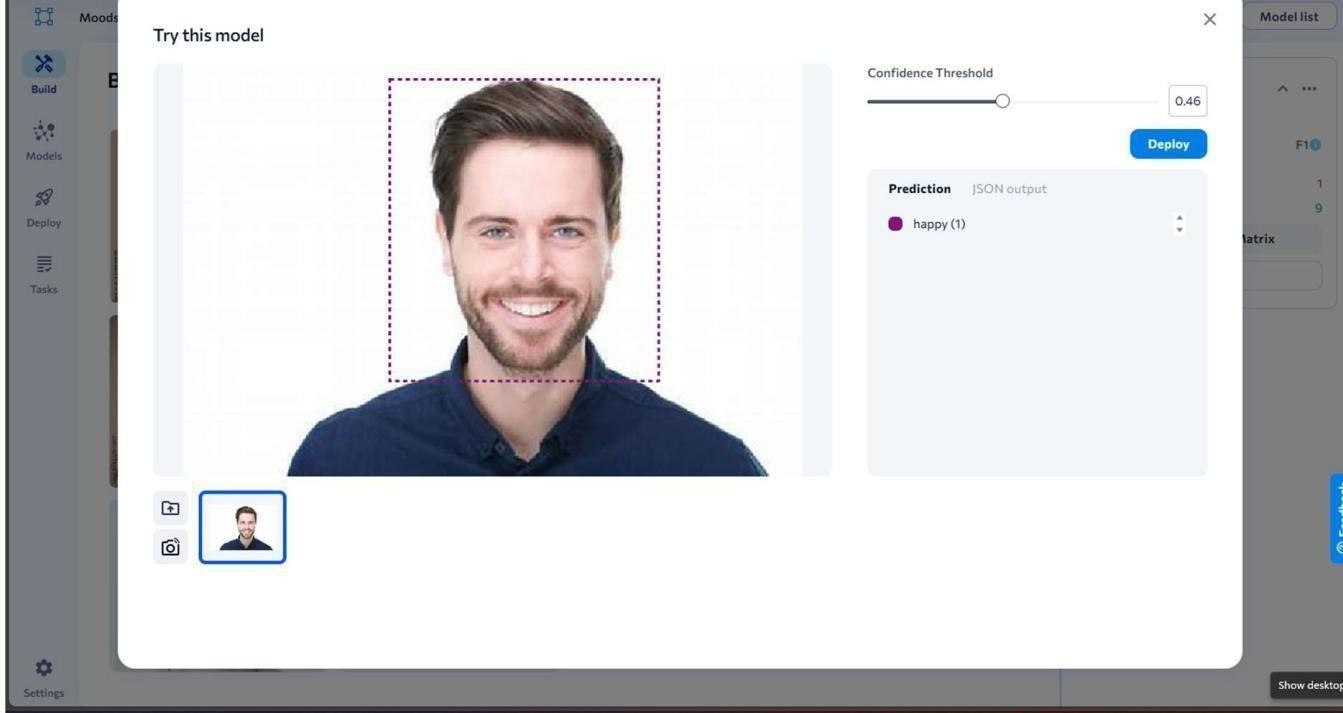 Moods
Model list
Try this model
Build
B
Models
Deploy
Tasks
Settings
Confidence Threshold
0.46
Deploy
Prediction JSON output
happy (1)
F1
1
9
Matrix
Show desktop